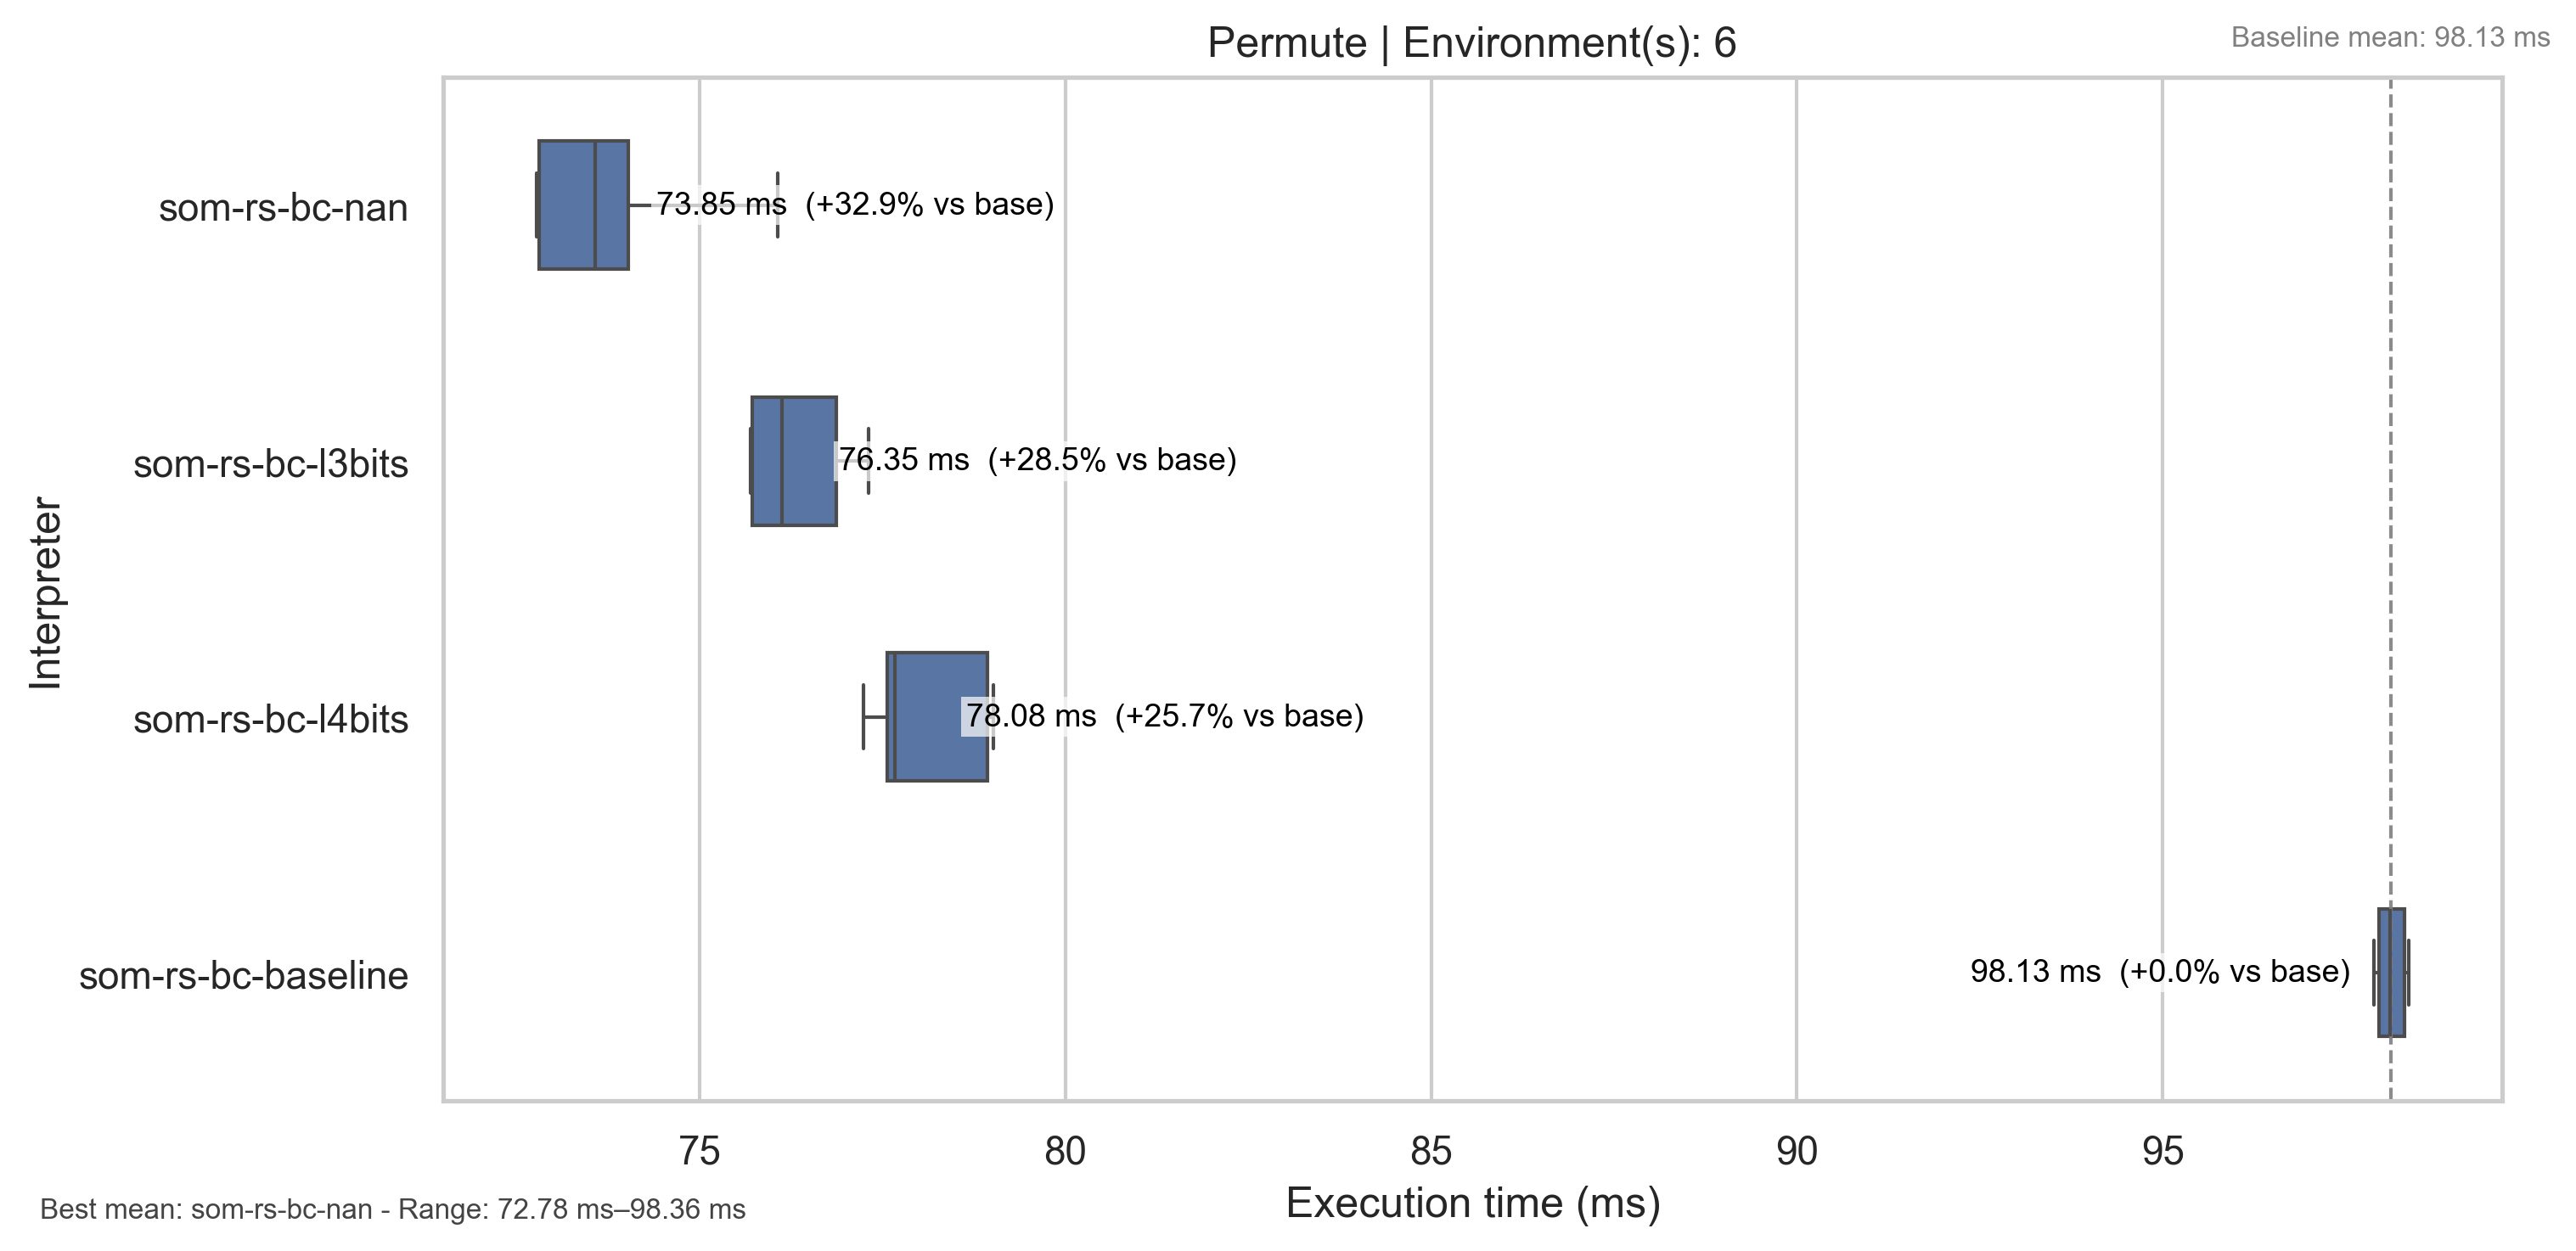 Permute | Environment(s): 6
Baseline mean: 98.13 ms
Interpreter
som-rs-bc-nan
73.85 ms  (+32.9% vs base)
som-rs-bc-l3bits
76.35 ms  (+28.5% vs base)
som-rs-bc-l4bits
78.08 ms  (+25.7% vs base)
som-rs-bc-baseline
98.13 ms  (+0.0% vs base)
75 80 85 90 95
Execution time (ms)
Best mean: som-rs-bc-nan - Range: 72.78 ms–98.36 ms